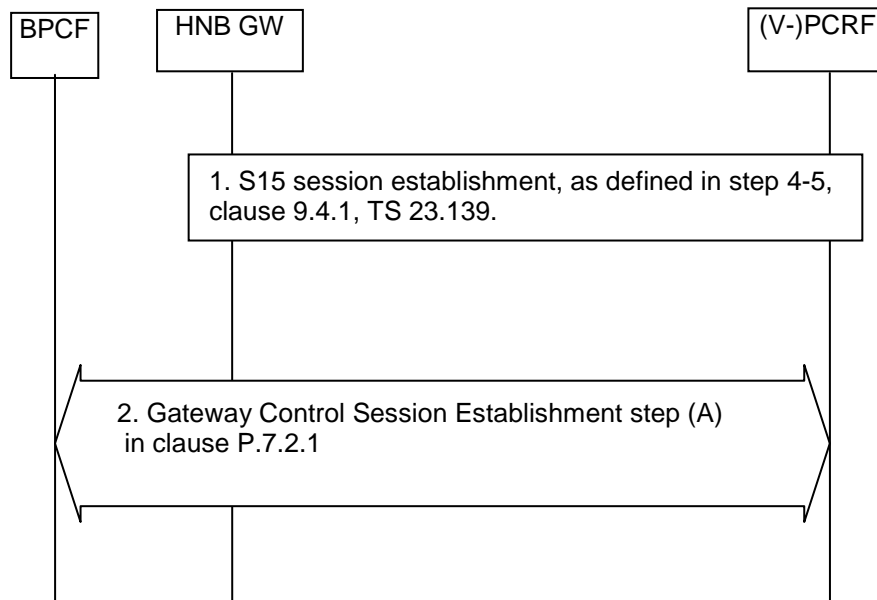 BPCF
HNB GW
(V-)PCRF
1. S15 session establishment, as defined in step 4-5,
clause 9.4.1, TS 23.139.
2. Gateway Control Session Establishment step (A)
in clause P.7.2.1